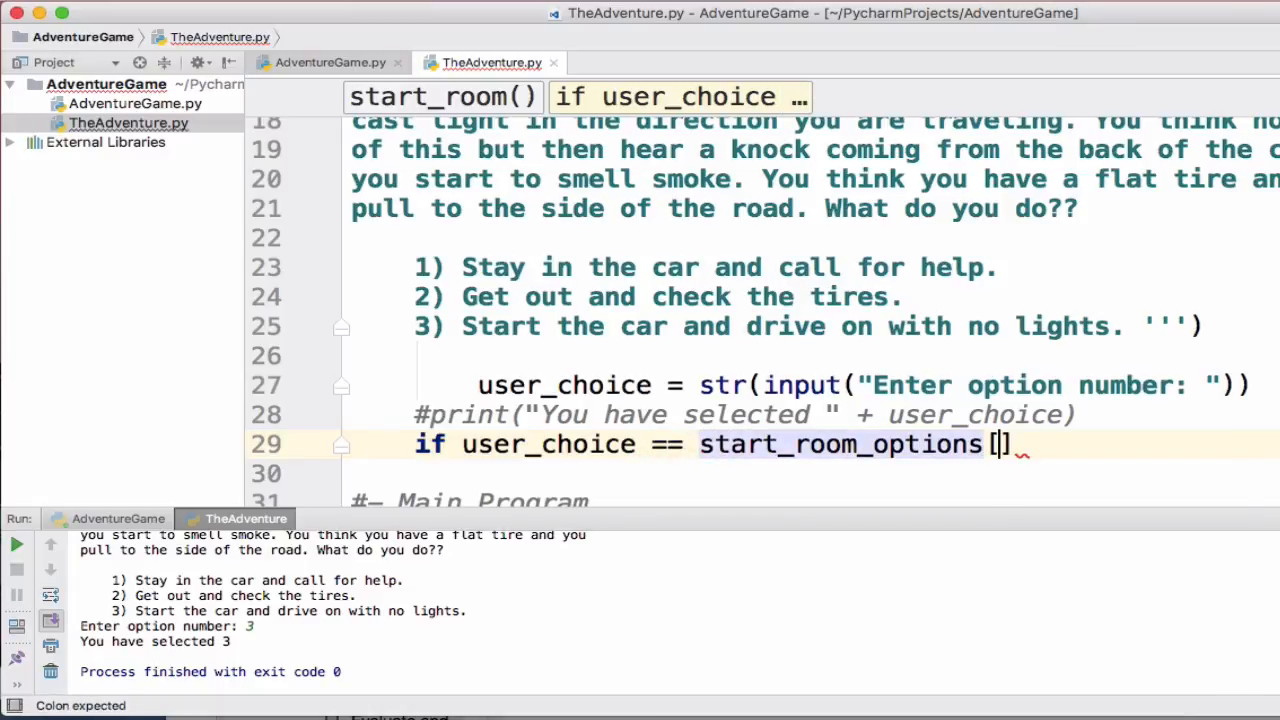 TheAdventure.py - AdventureGame - [~/PycharmProjects/AdventureGame]
AdventureGame TheAdventure.py
Project AdventureGame.py TheAdventure.py
AdventureGame ~/Pycharm
AdventureGame.py
TheAdventure.py
External Libraries
start_room() if user_choice ...
18 cast light in the direction you are traveling. You think no
19 of this but then hear a knock coming from the back of the c
20 you start to smell smoke. You think you have a flat tire an
21 pull to the side of the road. What do you do??
22
23 1) Stay in the car and call for help.
24 2) Get out and check the tires.
25 3) Start the car and drive on with no lights. ''')
26
27 user_choice = str(input("Enter option number: "))
28 #print("You have selected " + user_choice)
29 if user_choice == start_room_options[]
30
31 #— Main Program
Run: AdventureGame TheAdventure
you start to smell smoke. You think you have a flat tire and you
pull to the side of the road. What do you do??
1) Stay in the car and call for help.
2) Get out and check the tires.
3) Start the car and drive on with no lights.
Enter option number: 3
You have selected 3
Process finished with exit code 0
Colon expected